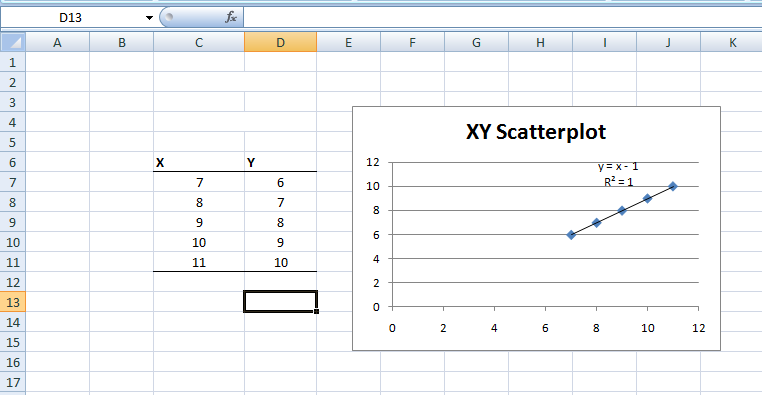 D13 fx
A B C D E F G H I J K
1
2
3
4
5
6 X Y
7 7 6
8 8 7
9 9 8
10 10 9
11 11 10
12
13
14
15
16
17
XY Scatterplot
y = x - 1
R² = 1
12
10
8
6
4
2
0
0 2 4 6 8 10 12